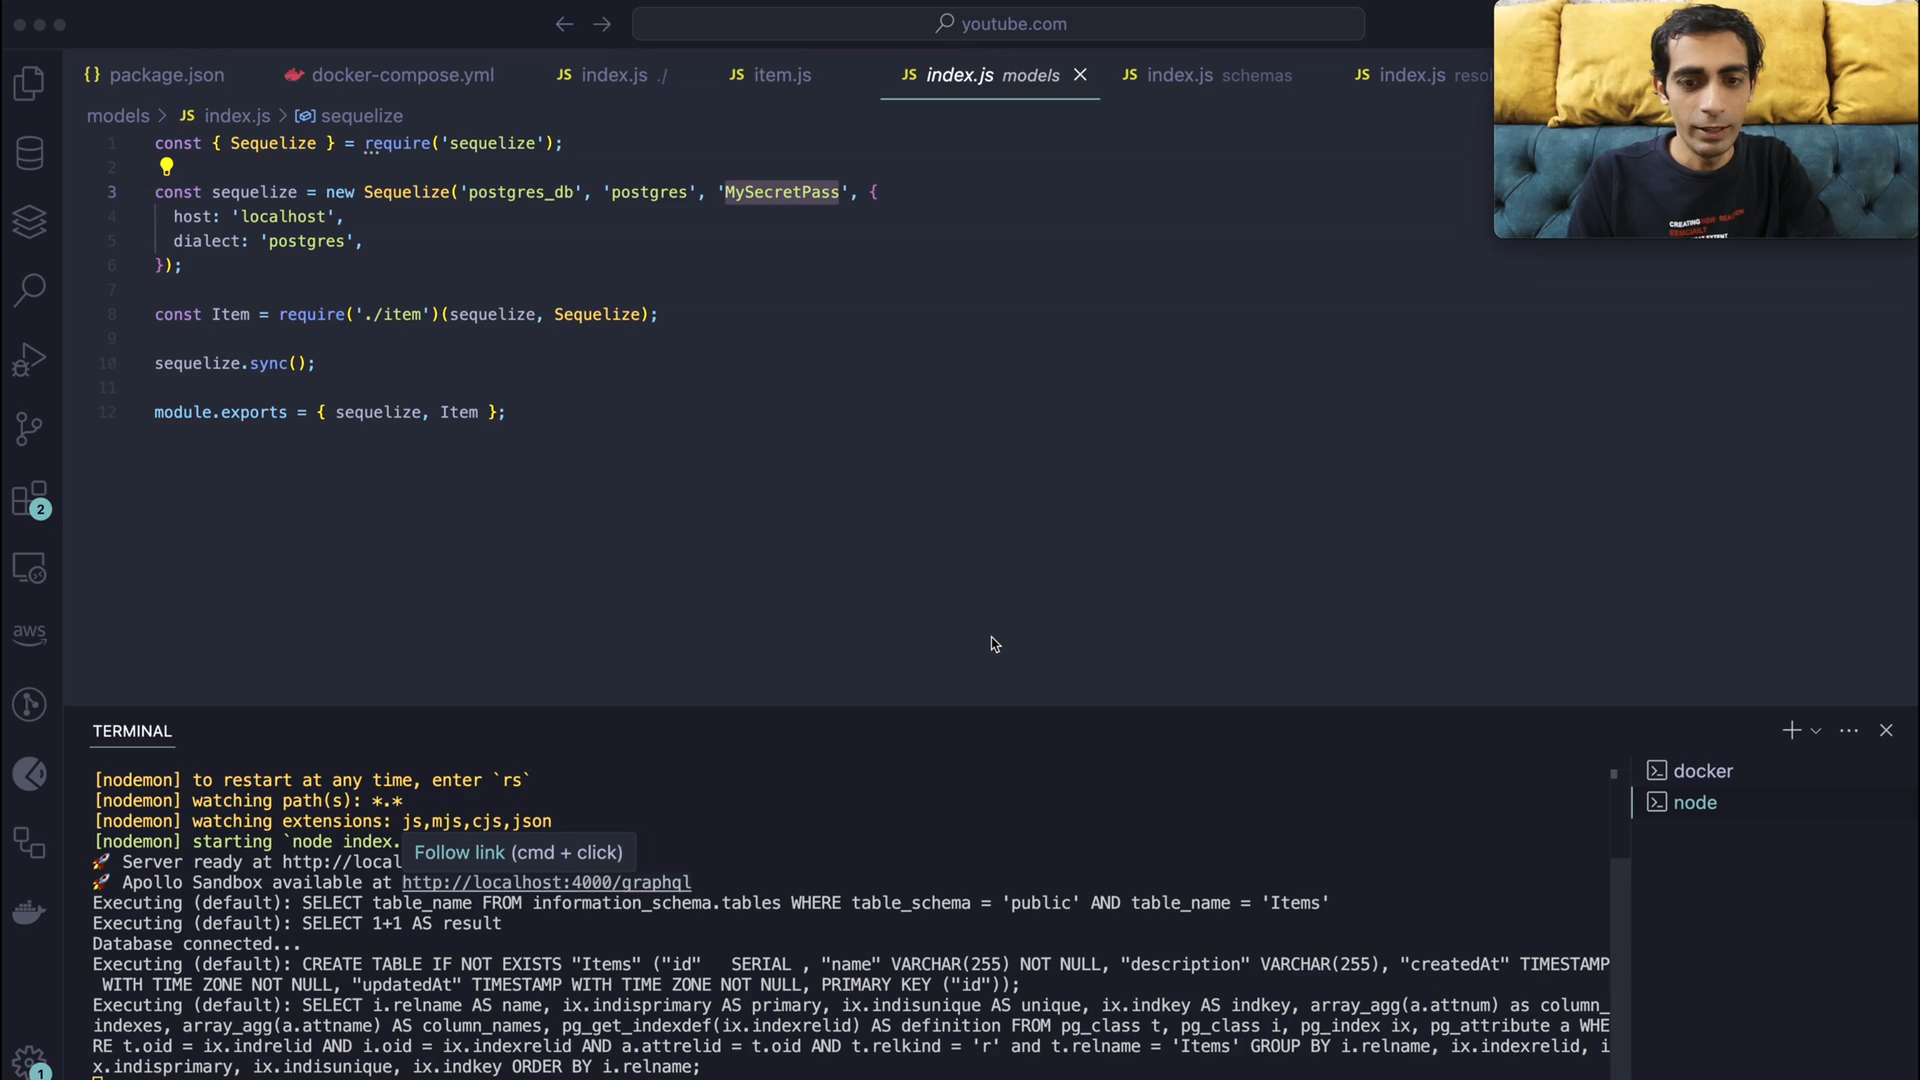 youtube.com
package.json
docker-compose.yml
JS index.js ./
JS item.js
JS index.js models
JS index.js schemas
JS index.js resol
models > JS index.js > sequelize
1 const { Sequelize } = require('sequelize');
2
3 const sequelize = new Sequelize('postgres_db', 'postgres', 'MySecretPass', {
4 host: 'localhost',
5 dialect: 'postgres',
6 });
7
8 const Item = require('./item')(sequelize, Sequelize);
9
10 sequelize.sync();
11
12 module.exports = { sequelize, Item };
CREATING NEW
2
aws
1
TERMINAL
docker
node
[nodemon] to restart at any time, enter `rs`
[nodemon] watching path(s): *.*
[nodemon] watching extensions: js,mjs,cjs,json
[nodemon] starting `node index.
Follow link (cmd + click)
🚀 Server ready at http://local
🚀 Apollo Sandbox available at http://localhost:4000/graphql
Executing (default): SELECT table_name FROM information_schema.tables WHERE table_schema = 'public' AND table_name = 'Items'
Executing (default): SELECT 1+1 AS result
Database connected...
Executing (default): CREATE TABLE IF NOT EXISTS "Items" ("id"   SERIAL , "name" VARCHAR(255) NOT NULL, "description" VARCHAR(255), "createdAt" TIMESTAMP
WITH TIME ZONE NOT NULL, "updatedAt" TIMESTAMP WITH TIME ZONE NOT NULL, PRIMARY KEY ("id"));
Executing (default): SELECT i.relname AS name, ix.indisprimary AS primary, ix.indisunique AS unique, ix.indkey AS indkey, array_agg(a.attnum) as column_
indexes, array_agg(a.attname) AS column_names, pg_get_indexdef(ix.indexrelid) AS definition FROM pg_class t, pg_class i, pg_index ix, pg_attribute a WHE
RE t.oid = ix.indrelid AND i.oid = ix.indexrelid AND a.attrelid = t.oid AND t.relkind = 'r' and t.relname = 'Items' GROUP BY i.relname, ix.indexrelid, i
x.indisprimary, ix.indisunique, ix.indkey ORDER BY i.relname;